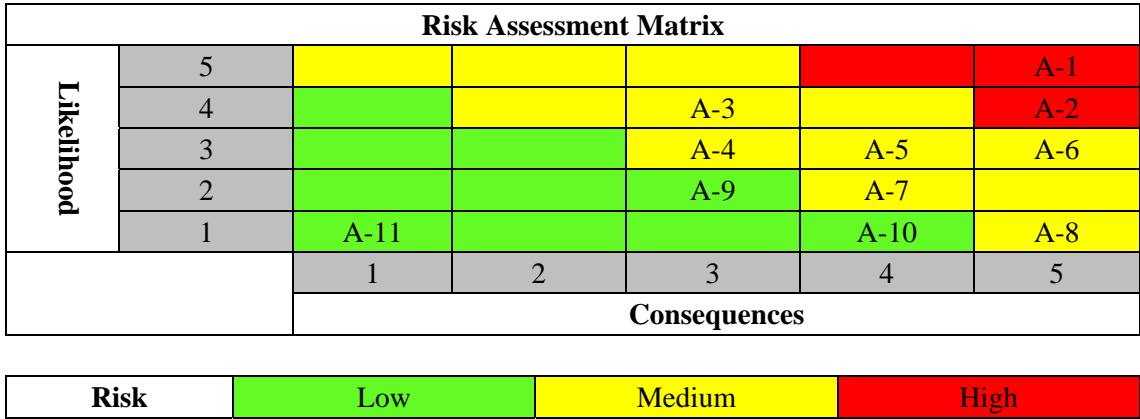 Risk Assessment Matrix
Likelihood
5 A-1
4 A-3 A-2
3 A-4 A-5 A-6
2 A-9 A-7
1 A-11 A-10 A-8
1 2 3 4 5
Consequences
Risk Low Medium High